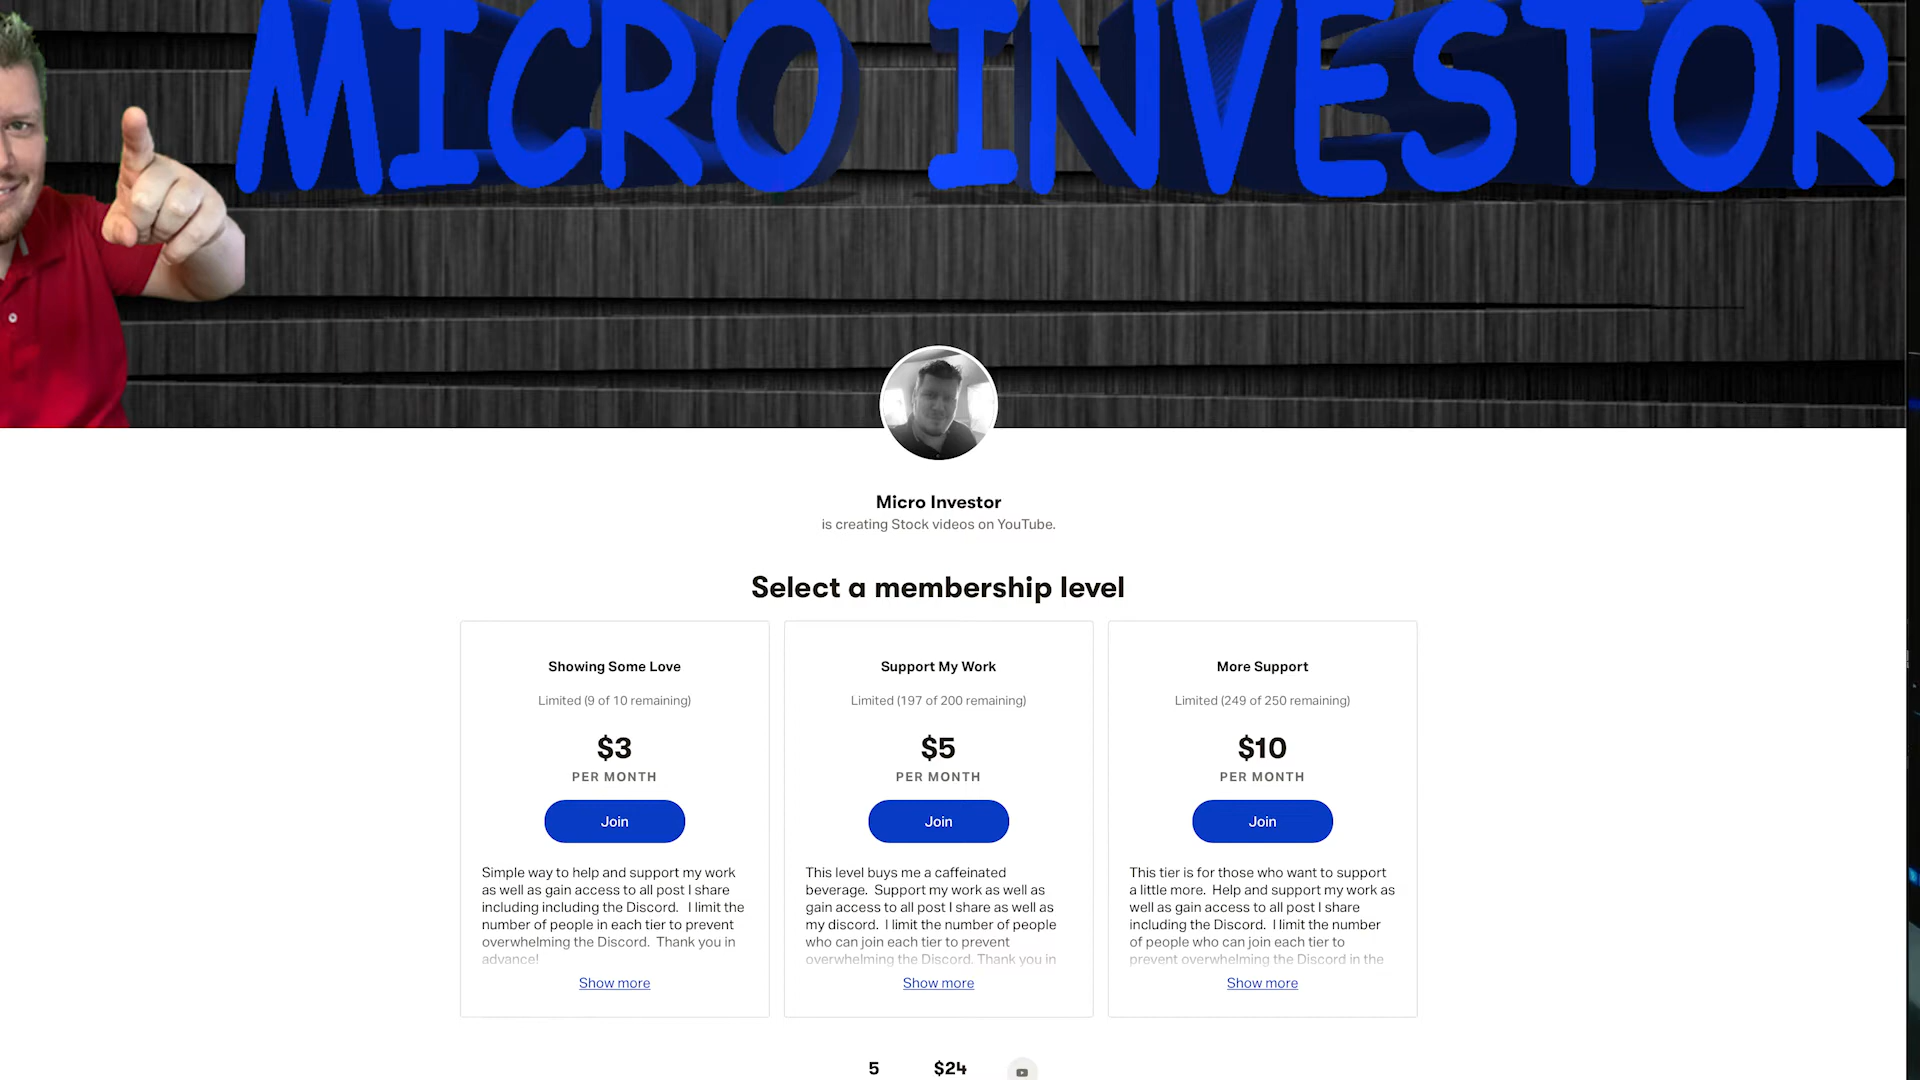 MICRO INVESTOR
Micro Investor
is creating Stock videos on YouTube.
Select a membership level
Showing Some Love
Limited (9 of 10 remaining)
$3
PER MONTH
Join
Simple way to help and support my work
as well as gain access to all post I share
including including the Discord.   I limit the
number of people in each tier to prevent
overwhelming the Discord.  Thank you in
advance!
Show more
Support My Work
Limited (197 of 200 remaining)
$5
PER MONTH
Join
This level buys me a caffeinated
beverage.  Support my work as well as
gain access to all post I share as well as
my discord.  I limit the number of people
who can join each tier to prevent
overwhelming the Discord. Thank you in
Show more
More Support
Limited (249 of 250 remaining)
$10
PER MONTH
Join
This tier is for those who want to support
a little more.  Help and support my work as
well as gain access to all post I share
including the Discord.  I limit the number
of people who can join each tier to
prevent overwhelming the Discord in the
Show more
5
$24